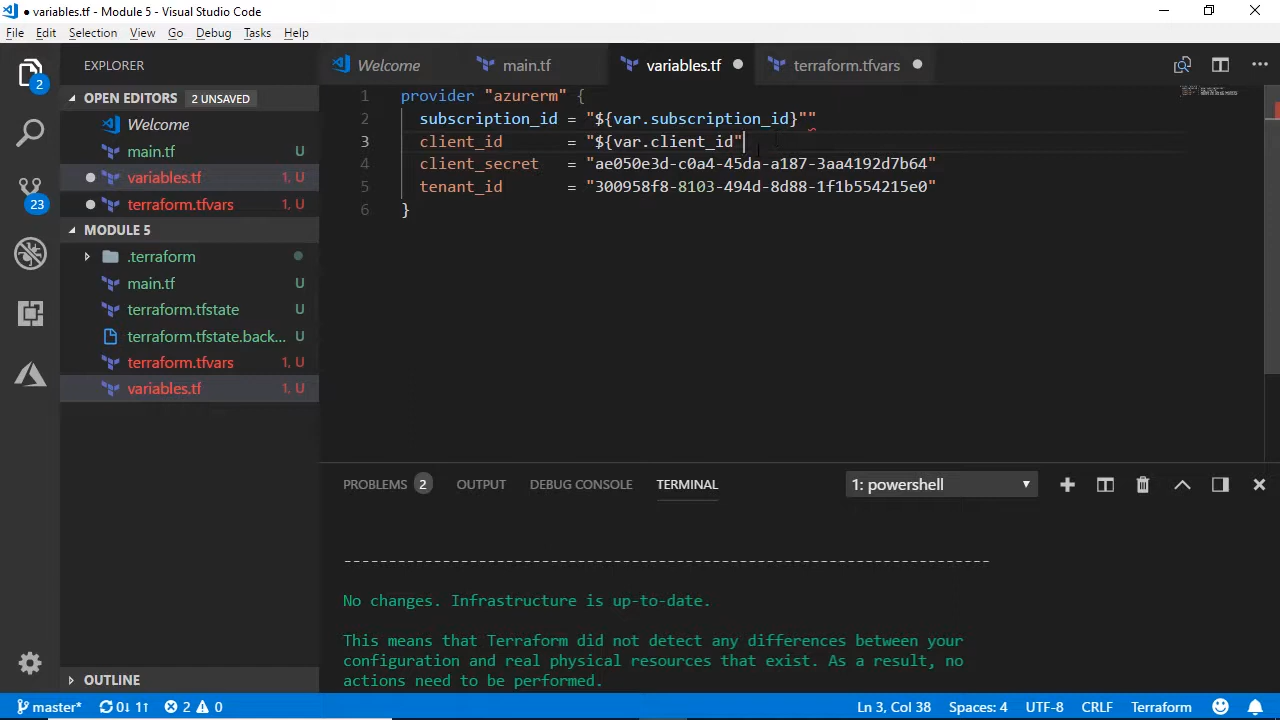 variables.tf - Module 5 - Visual Studio Code
File Edit Selection View Go Debug Tasks Help
2
23
EXPLORER
OPEN EDITORS 2 UNSAVED
Welcome
main.tf
variables.tf 1, U
terraform.tfvars 1, U
MODULE 5
.terraform
main.tf U
terraform.tfstate U
terraform.tfstate.back... U
terraform.tfvars 1, U
variables.tf 1, U
OUTLINE
Welcome main.tf variables.tf terraform.tfvars
1 provider "azurerm" {
2 subscription_id = "${var.subscription_id}""
3 client_id = "${var.client_id"
4 client_secret = "ae050e3d-c0a4-45da-a187-3aa4192d7b64"
5 tenant_id = "300958f8-8103-494d-8d88-1f1b554215e0"
6 }
PROBLEMS 2 OUTPUT DEBUG CONSOLE TERMINAL 1: powershell
------------------------------------------------------------------------
No changes. Infrastructure is up-to-date.
This means that Terraform did not detect any differences between your
configuration and real physical resources that exist. As a result, no
actions need to be performed.
master* 0↓ 1↑ 2 0 Ln 3, Col 38 Spaces: 4 UTF-8 CRLF Terraform